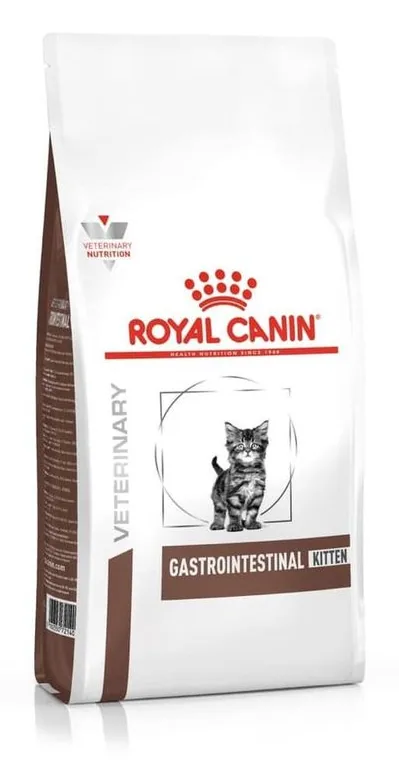 VETERINARY
NUTRITION
ROYAL CANIN®
HEALTH NUTRITION SINCE 1968
VETERINARY
GASTROINTESTINAL KITTEN